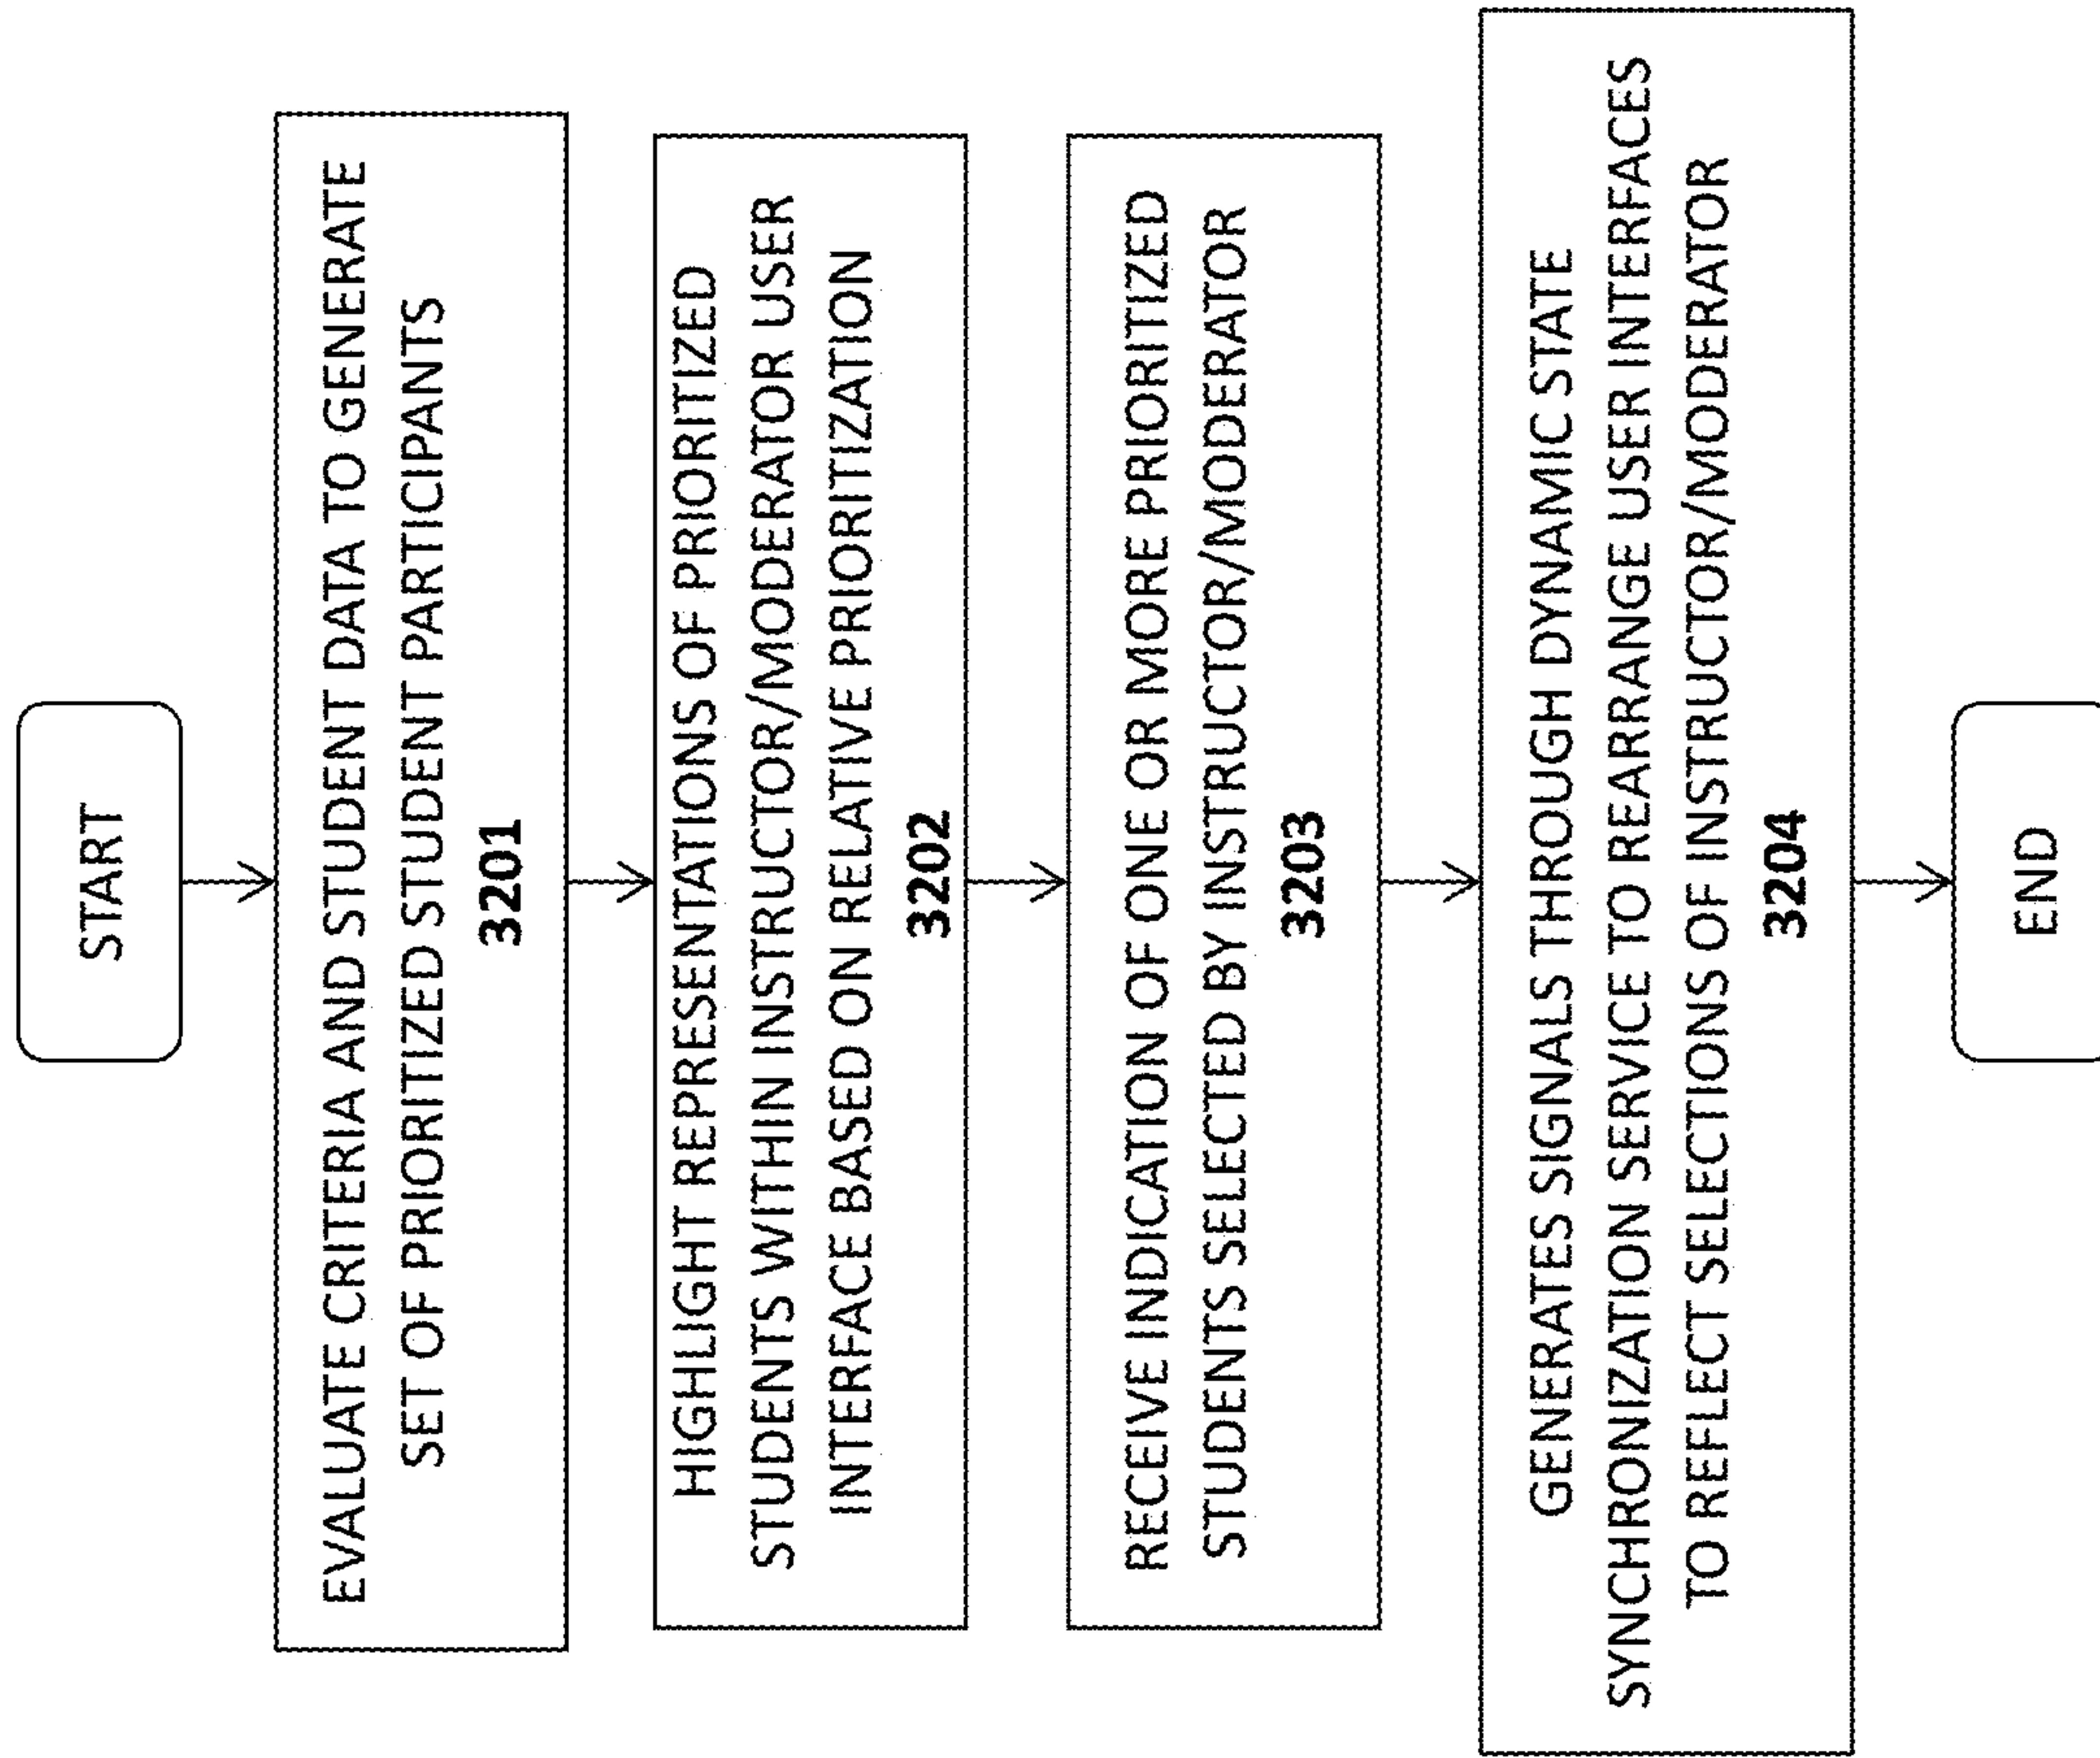 START
EVALUATE CRITERIA AND STUDENT DATA TO GENERATE
SET OF PRIORITIZED STUDENT PARTICIPANTS
3201
HIGHLIGHT REPRESENTATIONS OF PRIORITIZED
STUDENTS WITHIN INSTRUCTOR/MODERATOR USER
INTERFACE BASED ON RELATIVE PRIORITIZATION
3202
RECEIVE INDICATION OF ONE OR MORE PRIORITIZED
STUDENTS SELECTED BY INSTRUCTOR/MODERATOR
3203
GENERATES SIGNALS THROUGH DYNAMIC STATE
SYNCHRONIZATION SERVICE TO REARRANGE USER INTERFACES
TO REFLECT SELECTIONS OF INSTRUCTOR/MODERATOR
3204
END